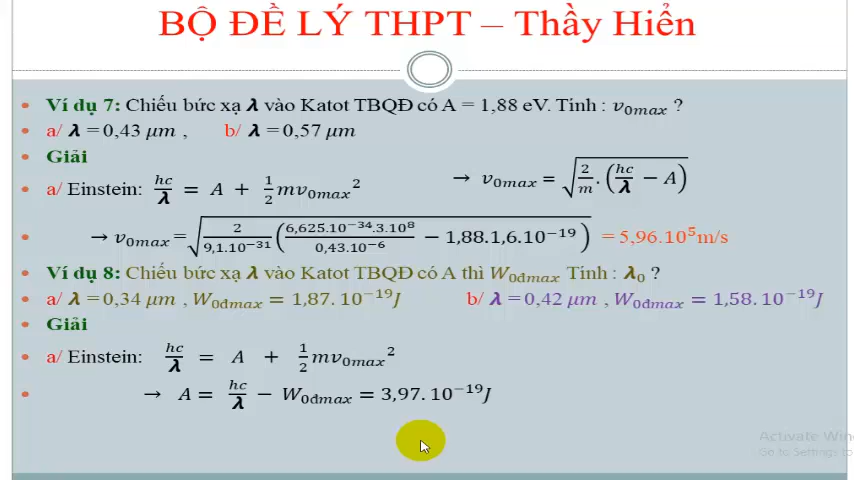 BỘ ĐỀ LÝ THPT – Thầy Hiển
Ví dụ 7: Chiếu bức xạ λ vào Katot TBQĐ có A = 1,88 eV. Tính : v₀ₘₐₓ ?
a/ λ = 0,43 μm , b/ λ = 0,57 μm
Giải
a/ Einstein: hc/λ = A + 1/2 mv₀ₘₐₓ² → v₀ₘₐₓ = √(2/m . (hc/λ − A))
→ v₀ₘₐₓ = √(2/(9,1.10⁻³¹) (6,625.10⁻³⁴.3.10⁸/(0,43.10⁻⁶) − 1,88.1,6.10⁻¹⁹)) = 5,96.10⁵m/s
Ví dụ 8: Chiếu bức xạ λ vào Katot TBQĐ có A thì W₀đmax Tính : λ₀ ?
a/ λ = 0,34 μm , W₀đmax = 1,87. 10⁻¹⁹J b/ λ = 0,42 μm , W₀đmax = 1,58. 10⁻¹⁹J
Giải
a/ Einstein: hc/λ = A + 1/2 mv₀ₘₐₓ²
→ A = hc/λ − W₀đmax = 3,97. 10⁻¹⁹J
Activate Win
Go to Settings to